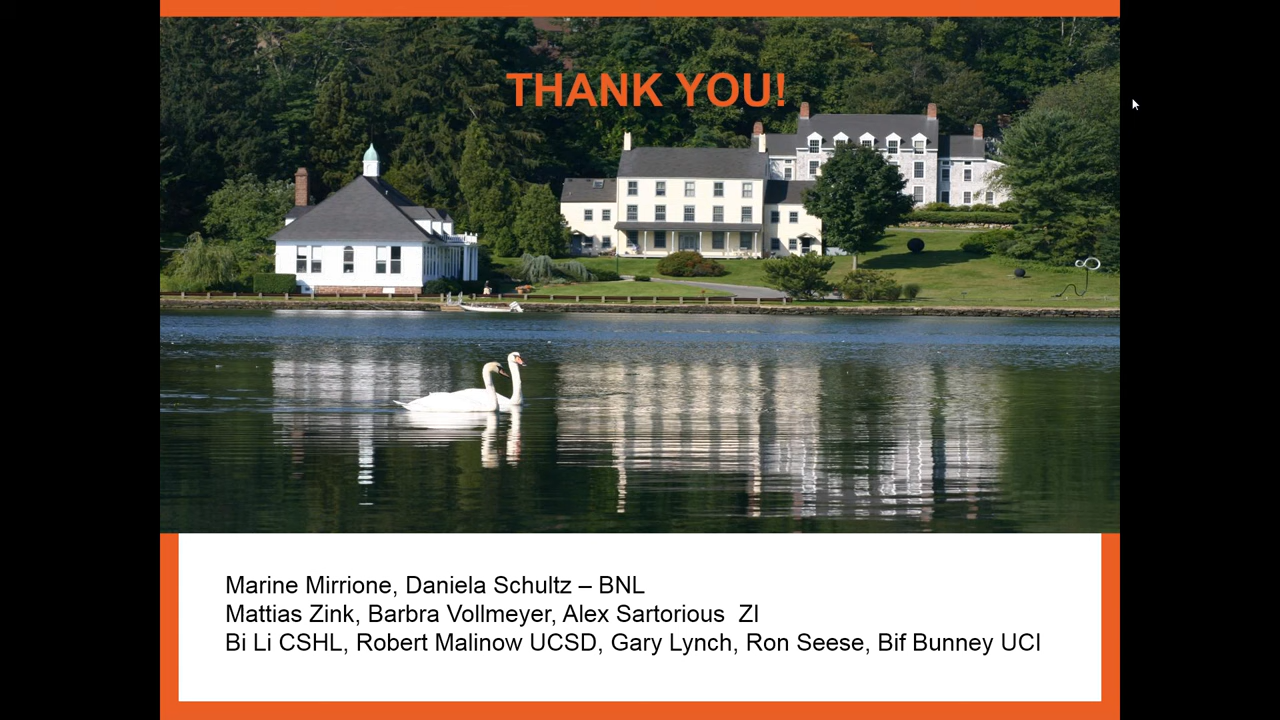 THANK YOU!
Marine Mirrione, Daniela Schultz – BNL
Mattias Zink, Barbra Vollmeyer, Alex Sartorious  ZI
Bi Li CSHL, Robert Malinow UCSD, Gary Lynch, Ron Seese, Bif Bunney UCI